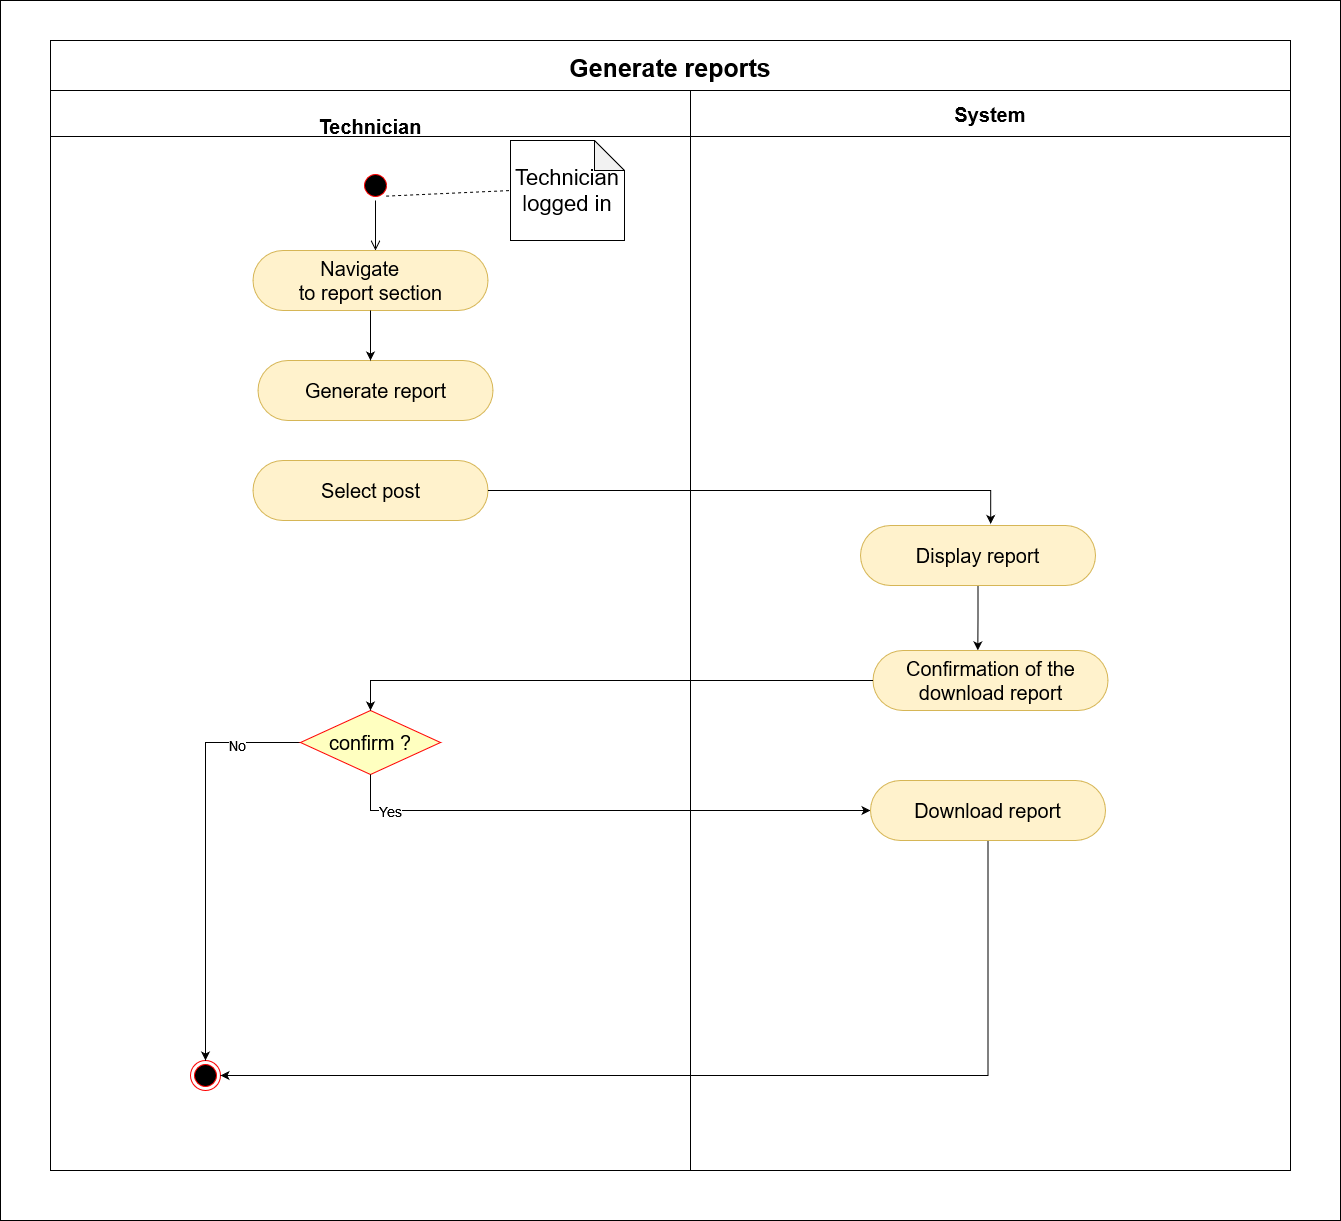 Generate reports
Technician
System
Technician
logged in
Navigate
to report section
Generate report
Select post
Display report
Confirmation of the
download report
confirm ?
No
Yes
Download report